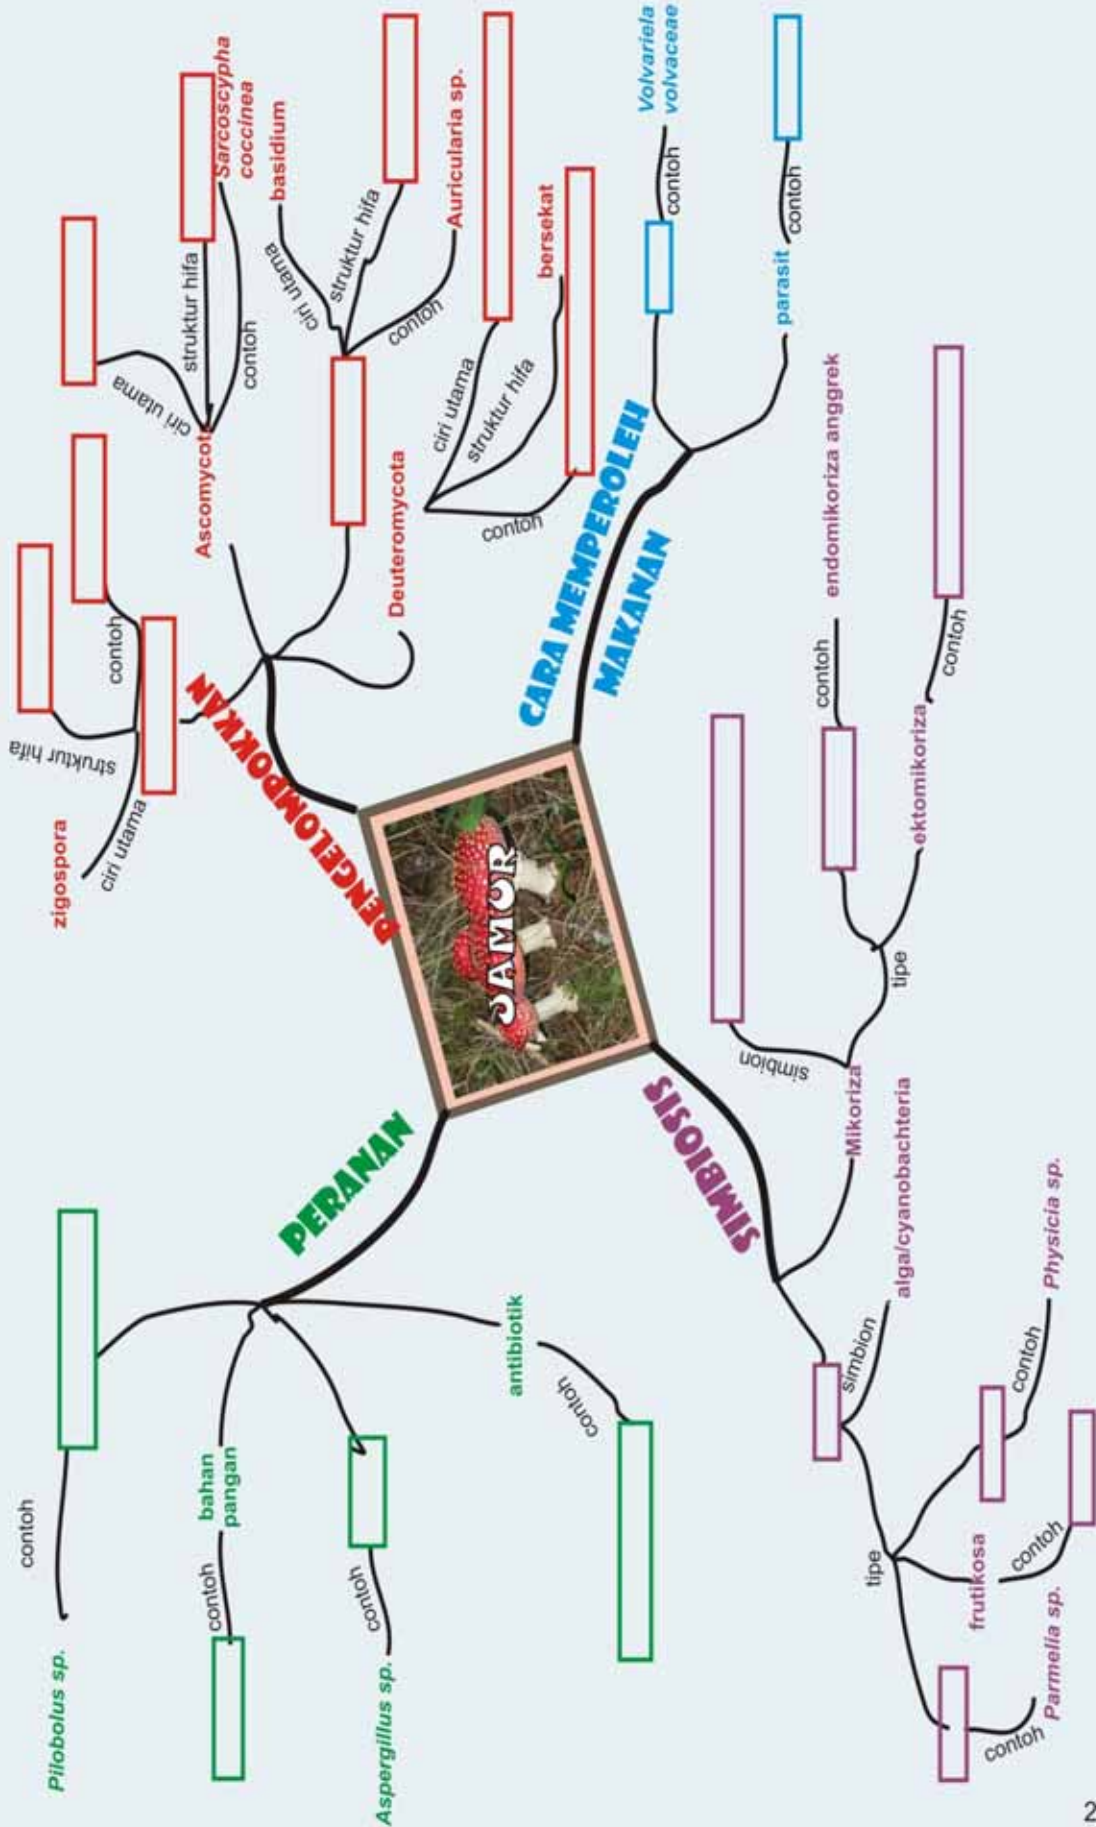 JAMUR
PENGELOMPOKKAN
zigospora
ciri utama
struktur hifa
contoh
Ascomycot
ciri utama
struktur hifa
contoh
Sarcoscypha
coccinea
ciri utama
basidium
struktur hifa
contoh
Auricularia sp.
Deuteromycota
ciri utama
struktur hifa
bersekat
contoh
CARA MEMPEROLEH
MAKANAN
contoh
Volvariela
volvaceae
parasit
contoh
SIMBIOSIS
Mikoriza
simbion
tipe
contoh
endomikoriza anggrek
ektomikoriza
contoh
simbion
alga/cyanobachteria
tipe
contoh
Physicia sp.
frutikosa
contoh
contoh
Parmelia sp.
PERANAN
contoh
Pilobolus sp.
bahan
pangan
contoh
contoh
Aspergillus sp.
antibiotik
contoh
2